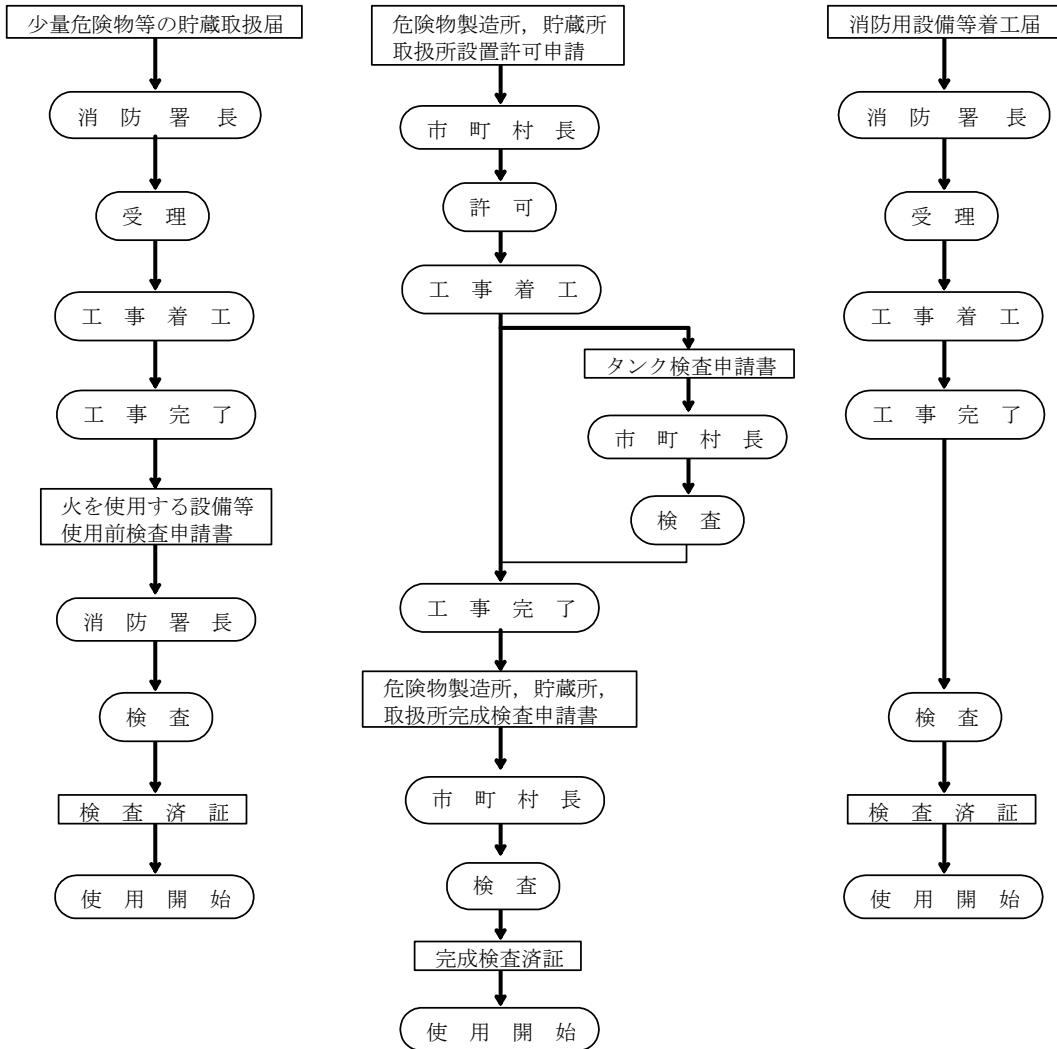 少量危険物等の貯蔵取扱届
消 防 署 長
受 理
工 事 着 工
工 事 完 了
火を使用する設備等
使用前検査申請書
消 防 署 長
検 査
検 査 済 証
使 用 開 始
危険物製造所，貯蔵所
取扱所設置許可申請
市 町 村 長
許 可
工 事 着 工
タンク検査申請書
市 町 村 長
検 査
工 事 完 了
危険物製造所，貯蔵所，
取扱所完成検査申請書
市 町 村 長
検 査
完成検査済証
使 用 開 始
消防用設備等着工届
消 防 署 長
受 理
工 事 着 工
工 事 完 了
検 査
検 査 済 証
使 用 開 始